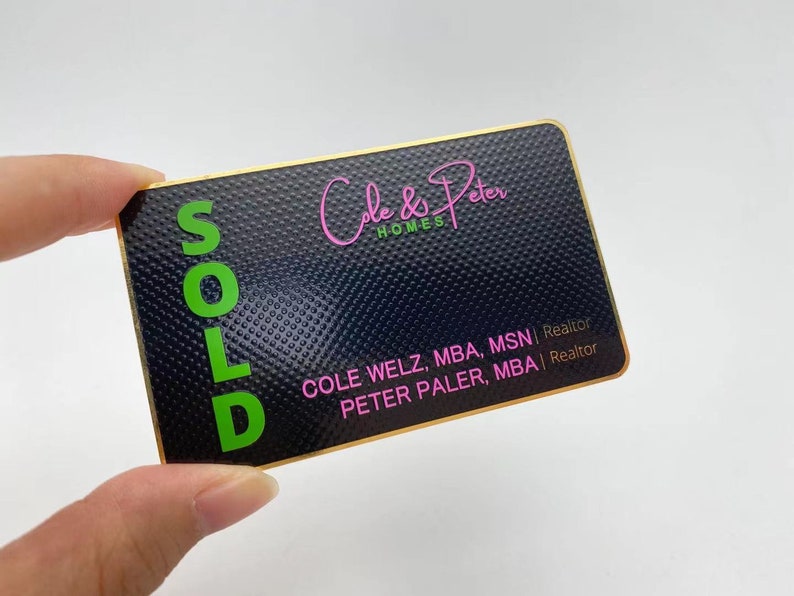 SOLD
Cole & Peter
HOMES
COLE WELZ, MBA, MSN | Realtor
PETER PALER, MBA | Realtor